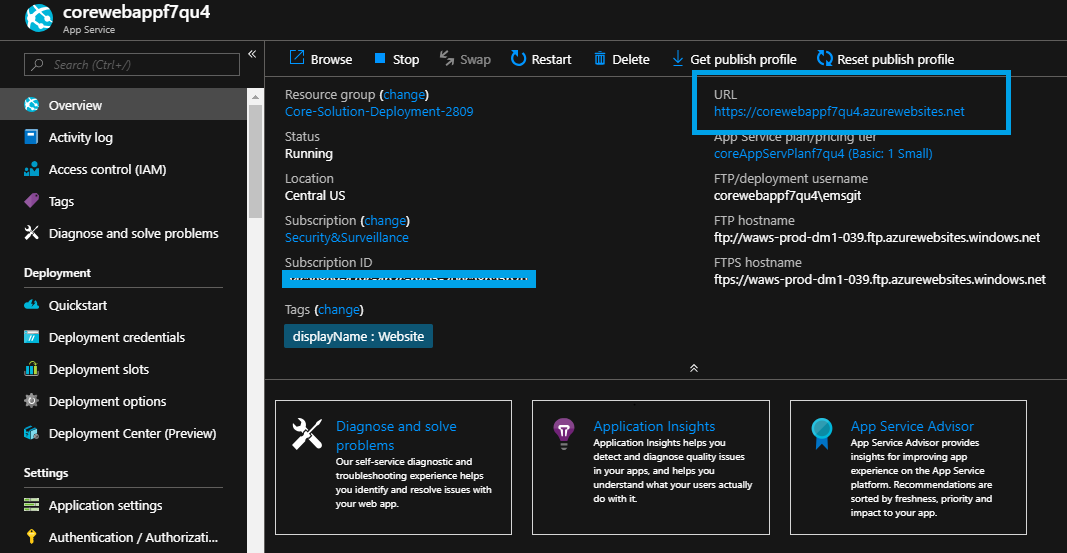 corewebappf7qu4
App Service
Search (Ctrl+/)
Overview
Activity log
Access control (IAM)
Tags
Diagnose and solve problems
Deployment
Quickstart
Deployment credentials
Deployment slots
Deployment options
Deployment Center (Preview)
Settings
Application settings
Authentication / Authorizati...
Browse
Stop
Swap
Restart
Delete
Get publish profile
Reset publish profile
Resource group (change)
Core-Solution-Deployment-2809
Status
Running
Location
Central US
Subscription (change)
Security&Surveillance
Subscription ID
Tags (change)
displayName : Website
URL
https://corewebappf7qu4.azurewebsites.net
App Service plan/pricing tier
coreAppServPlanf7qu4 (Basic: 1 Small)
FTP/deployment username
corewebappf7qu4\emsgit
FTP hostname
ftp://waws-prod-dm1-039.ftp.azurewebsites.windows.net
FTPS hostname
ftps://waws-prod-dm1-039.ftp.azurewebsites.windows.net
Diagnose and solve
problems
Our self-service diagnostic and
troubleshooting experience helps
you identify and resolve issues with
your web app.
Application Insights
Application Insights helps you
detect and diagnose quality issues
in your apps, and helps you
understand what your users actually
do with it.
App Service Advisor
App Service Advisor provides
insights for improving app
experience on the App Service
platform. Recommendations are
sorted by freshness, priority and
impact to your app.